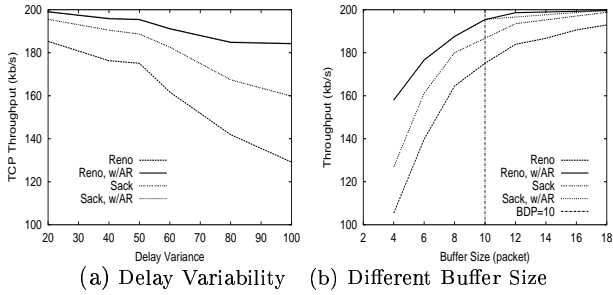 200
180
160
140
120
100
TCP Throughput (kb/s)
20
30
40
50
60
70
80
90
100
Delay Variance
Reno
Reno, w/AR
Sack
Sack, w/AR
(a) Delay Variability
200
180
160
140
120
100
Throughput (kb/s)
2
4
6
8
10
12
14
16
18
Buffer Size (packet)
Reno
Reno, w/AR
Sack
Sack, w/AR
BDP=10
(b) Different Buffer Size